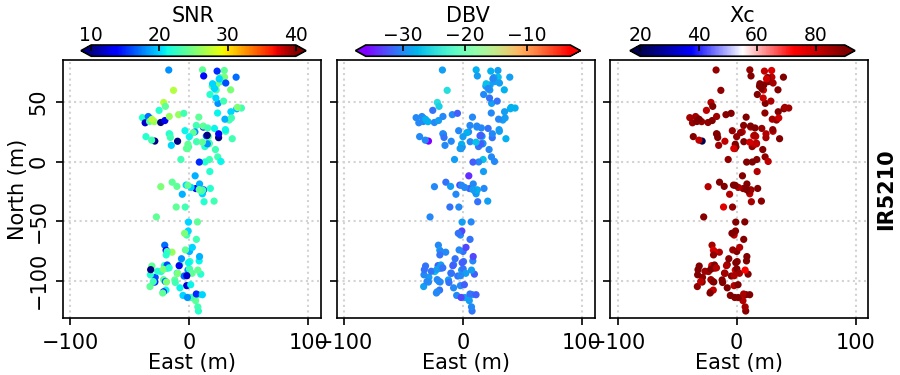 SNR DBV Xc
10 20 30 40 −30 −20 −10 20 40 60 80
50
0
−50
−100
North (m)
−100 0 100 −100 0 100 −100 0 100
East (m) East (m) East (m)
IR5210